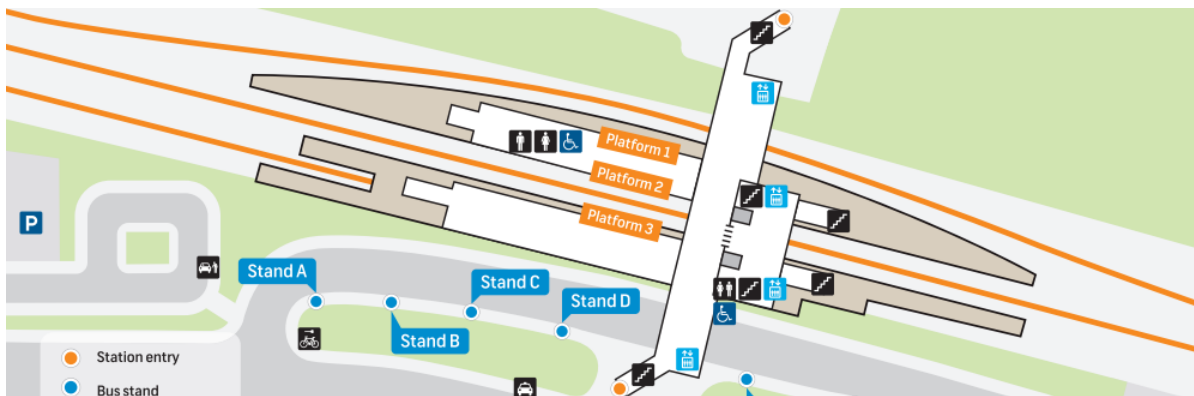 Platform 1
Platform 2
Platform 3
P
Stand A
Stand C
Stand D
Stand B
Station entry
Bus stand